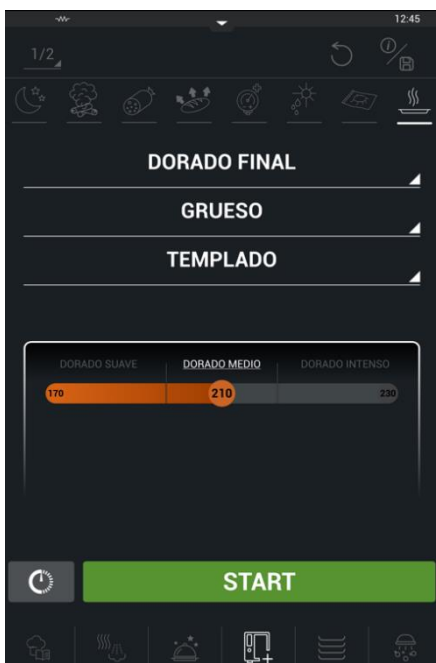 12:45
1/2
DORADO FINAL
GRUESO
TEMPLADO
DORADO SUAVE DORADO MEDIO DORADO INTENSO
170 210 230
START